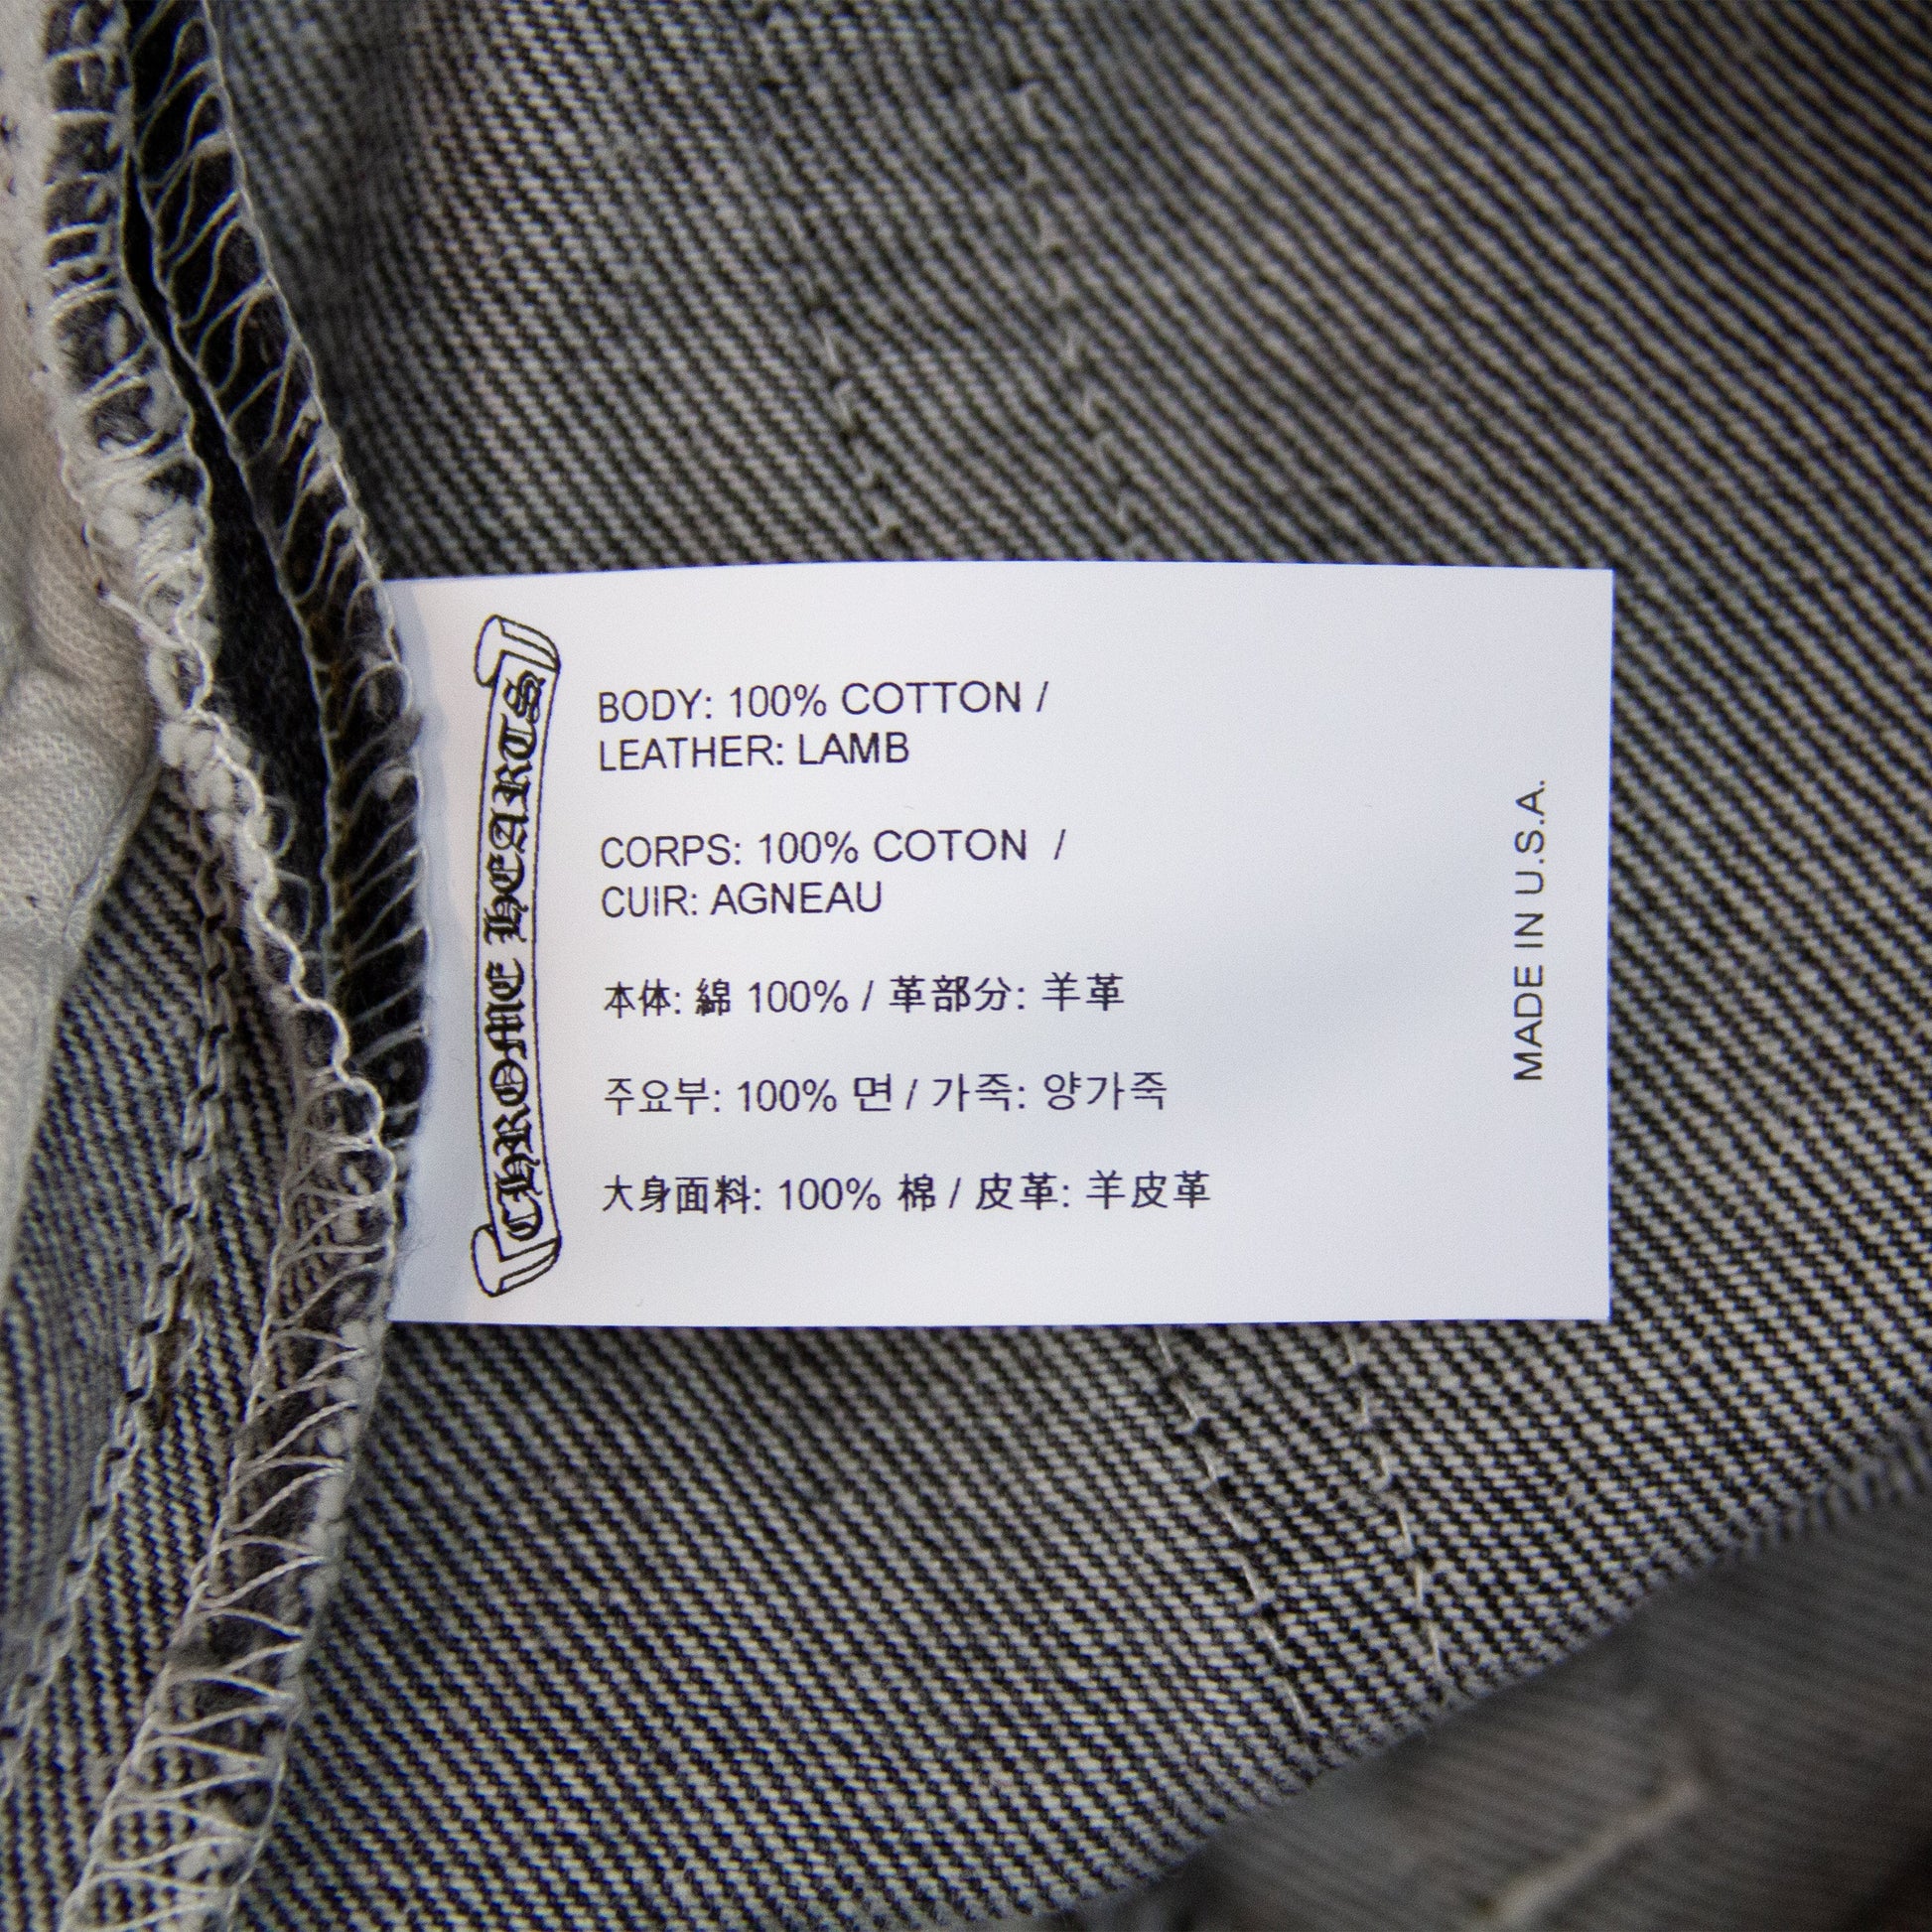 CHROME HEARTS
BODY: 100% COTTON /
LEATHER: LAMB
CORPS: 100% COTON /
CUIR: AGNEAU
本体: 綿 100% / 革部分: 羊革
주요부: 100% 면 / 가죽: 양가죽
大身面料: 100% 棉 / 皮革: 羊皮革
MADE IN U.S.A.